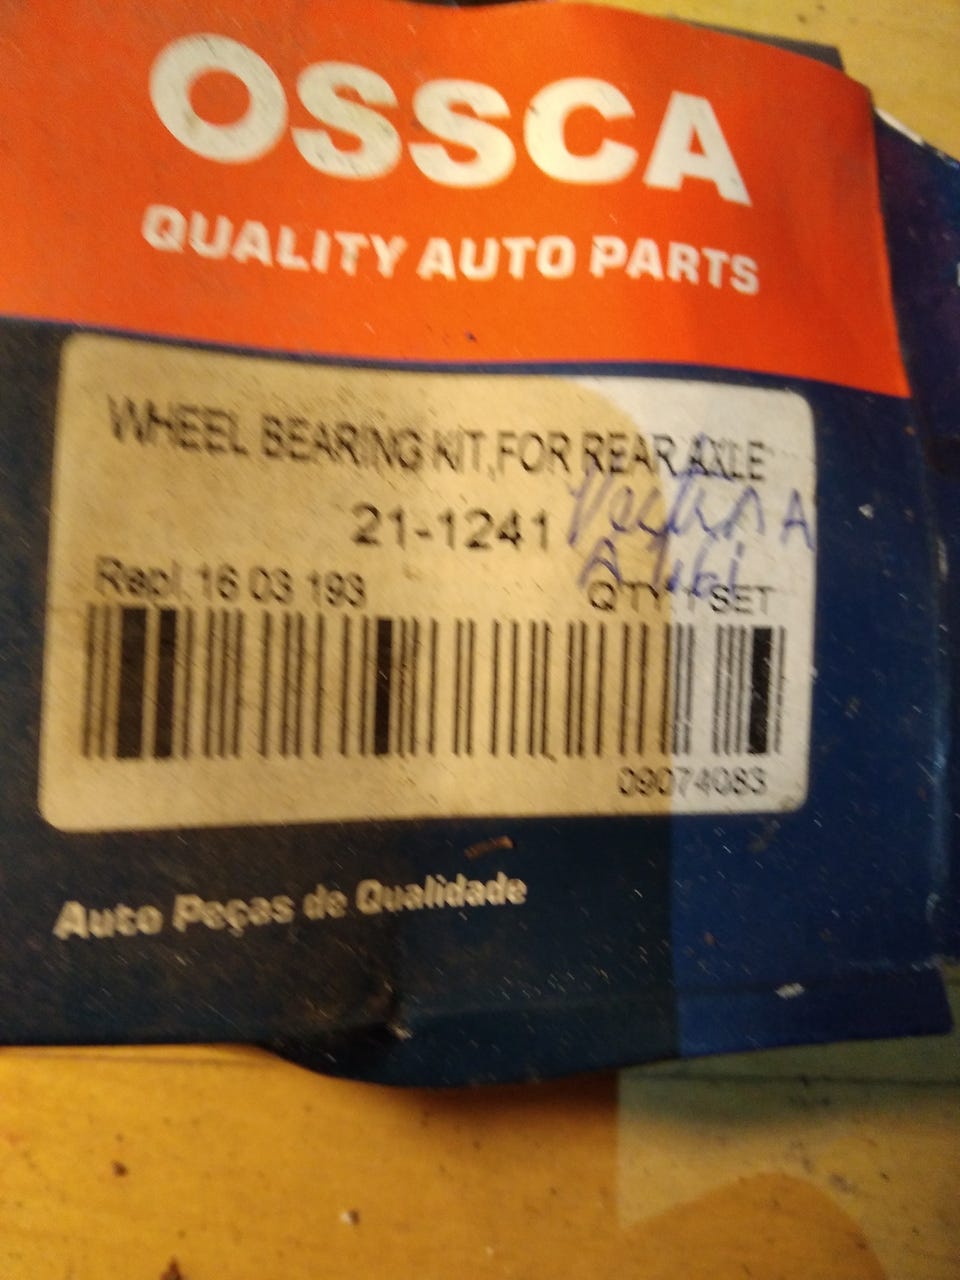 OSSCA
QUALITY AUTO PARTS
WHEEL BEARING KIT,FOR REAR AXLE
21-1241
A
A 16i
Repl. 16 03 193
QTY. 1 SET
09074083
Auto Peças de Qualidade